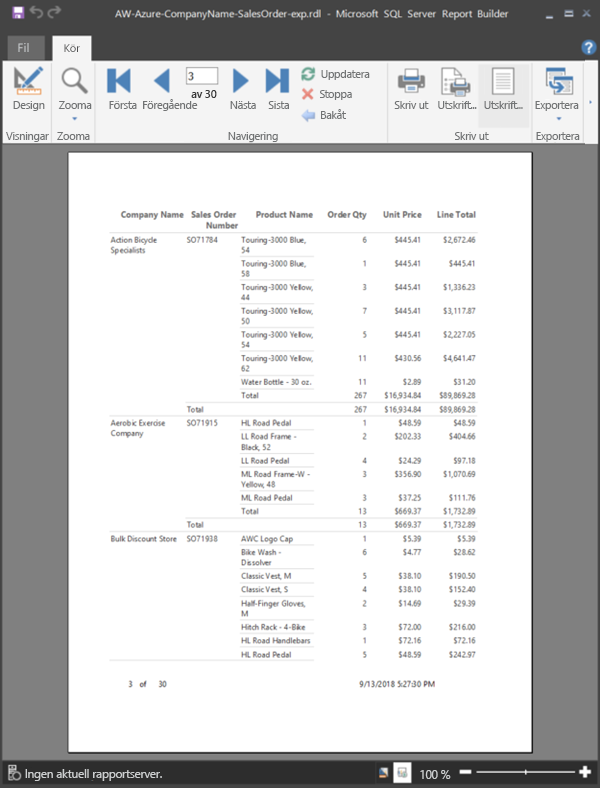 AW-Azure-CompanyName-SalesOrder-exp.rdl - Microsoft SQL Server Report Builder
Fil Kör
Design Zooma Första Föregående 3 av 30 Nästa Sista
Uppdatera
Stoppa
Bakåt
Skriv ut Utskrift... Utskrift... Exportera
Visningar Zooma Navigering Skriv ut Exportera
Company Name Sales Order Number Product Name Order Qty Unit Price Line Total
Action Bicycle Specialists SO71784 Touring-3000 Blue, 54 6 $445.41 $2,672.46
Touring-3000 Blue, 58 1 $445.41 $445.41
Touring-3000 Yellow, 44 3 $445.41 $1,336.23
Touring-3000 Yellow, 50 7 $445.41 $3,117.87
Touring-3000 Yellow, 54 5 $445.41 $2,227.05
Touring-3000 Yellow, 62 11 $430.56 $4,641.47
Water Bottle - 30 oz. 11 $2.89 $31.20
Total 267 $16,934.84 $89,869.28
Total 267 $16,934.84 $89,869.28
Aerobic Exercise Company SO71915 HL Road Pedal 1 $48.59 $48.59
LL Road Frame - Black, 52 2 $202.33 $404.66
LL Road Pedal 4 $24.29 $97.18
ML Road Frame-W - Yellow, 48 3 $356.90 $1,070.69
ML Road Pedal 3 $37.25 $111.76
Total 13 $669.37 $1,732.89
Total 13 $669.37 $1,732.89
Bulk Discount Store SO71938 AWC Logo Cap 1 $5.39 $5.39
Bike Wash - Dissolver 6 $4.77 $28.62
Classic Vest, M 5 $38.10 $190.50
Classic Vest, S 4 $38.10 $152.40
Half-Finger Gloves, M 2 $14.69 $29.39
Hitch Rack - 4-Bike 3 $72.00 $216.00
HL Road Handlebars 1 $72.16 $72.16
HL Road Pedal 5 $48.59 $242.97
3 of 30 9/13/2018 5:27:30 PM
Ingen aktuell rapportserver. 100 %